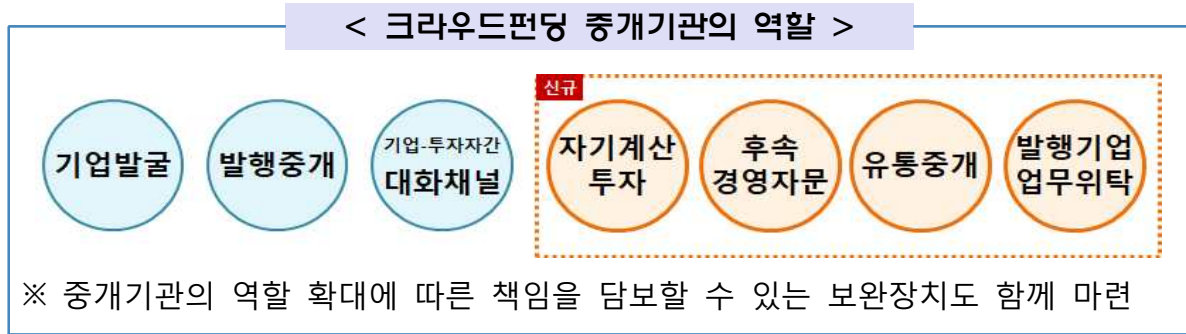 < 크라우드펀딩 중개기관의 역할 >
신규
기업발굴
발행중개
기업-투자자간
대화채널
자기계산
투자
후속
경영자문
유통중개
발행기업
업무위탁
※ 중개기관의 역할 확대에 따른 책임을 담보할 수 있는 보완장치도 함께 마련